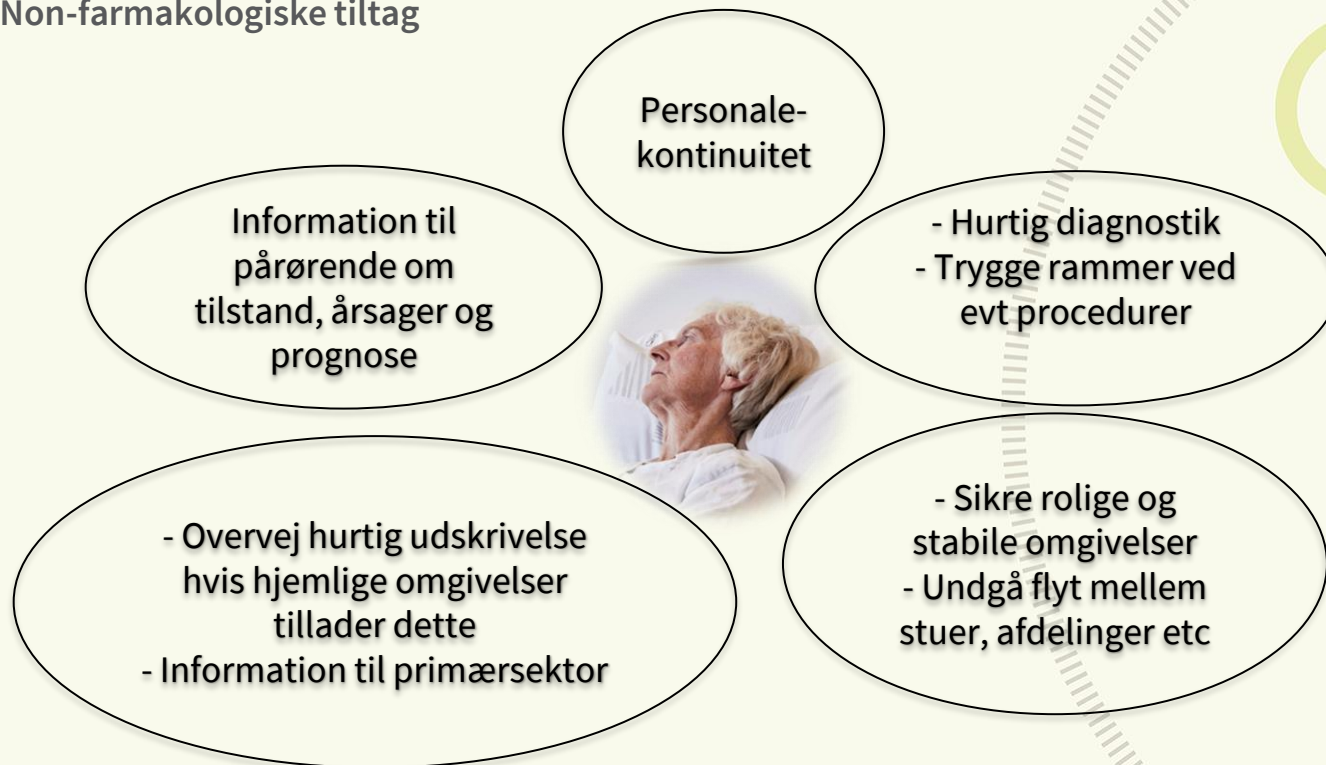 Non-farmakologiske tiltag
Personale-
kontinuitet
Information til
pårørende om
tilstand, årsager og
prognose
- Hurtig diagnostik
- Trygge rammer ved
evt procedurer
- Overvej hurtig udskrivelse
hvis hjemlige omgivelser
tillader dette
- Information til primærsektor
- Sikre rolige og
stabile omgivelser
- Undgå flyt mellem
stuer, afdelinger etc